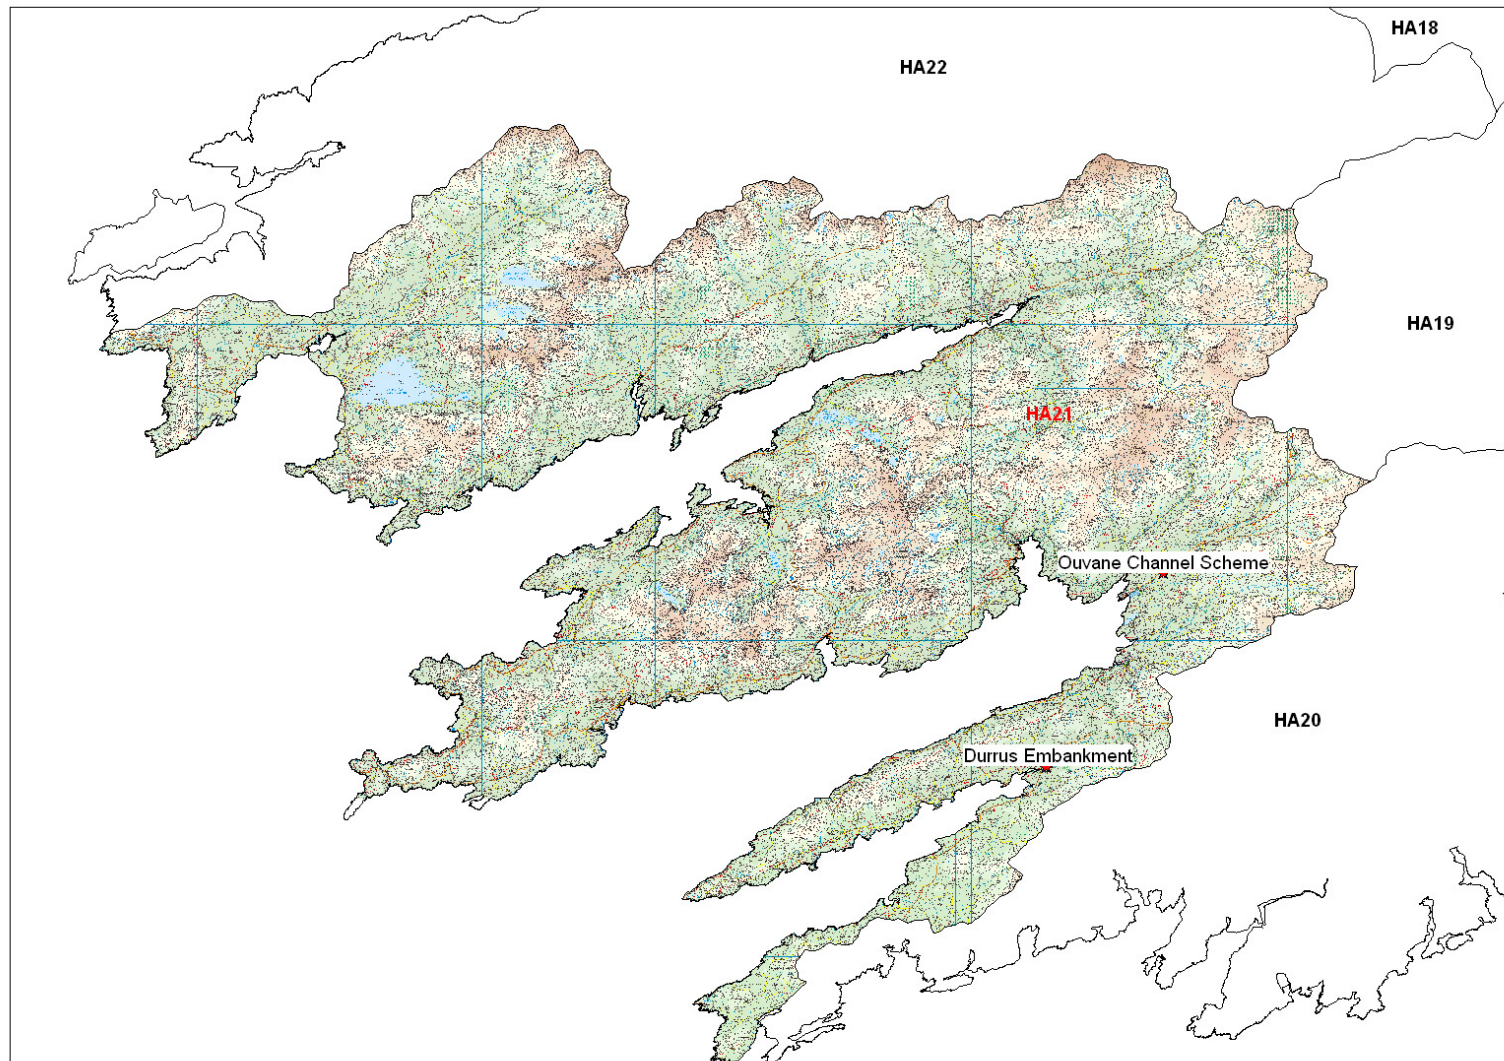 HA18
HA22
HA19
HA21
Ouvane Channel Scheme
HA20
Durrus Embankment